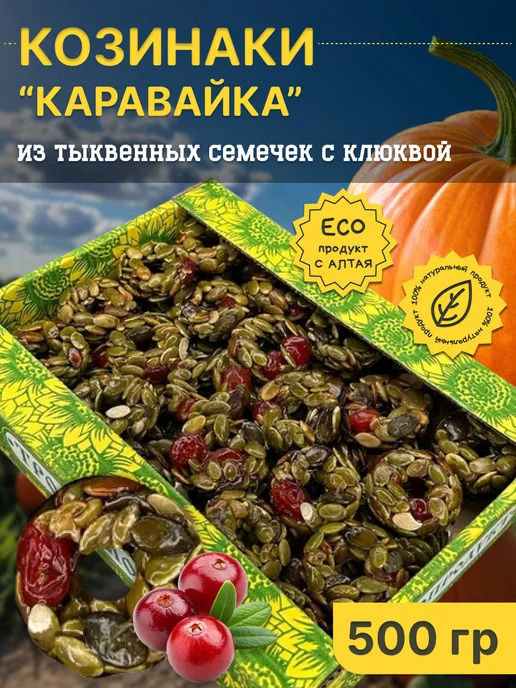 КОЗИНАКИ
“КАРАВАЙКА”
из тыквенных семечек с клюквой
ECO
продукт
с АЛТАЯ
100% натуральный продукт
100% натуральный продукт
500 гр